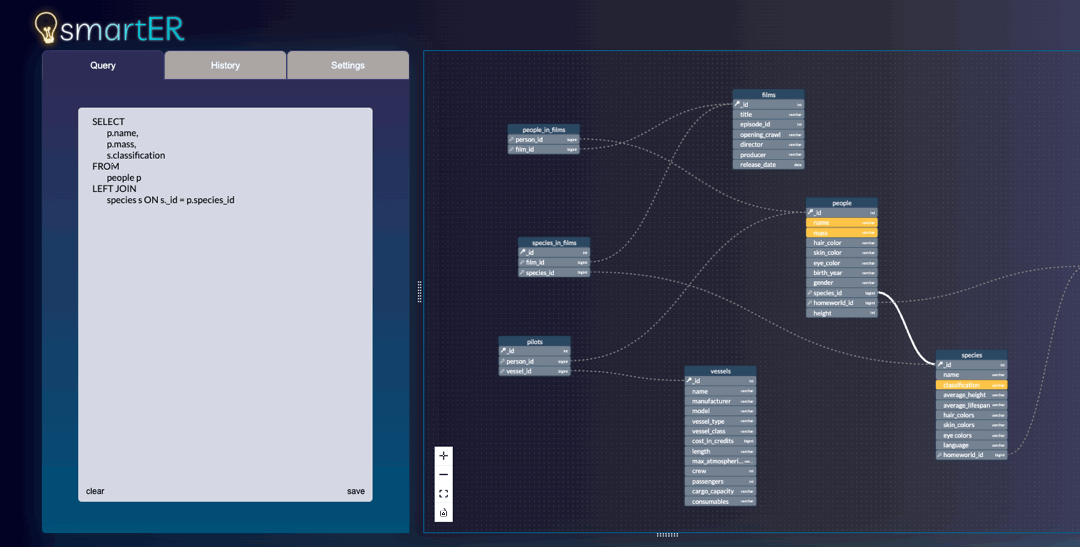 smartER
Query History Settings
SELECT
p.name,
p.mass,
s.classification
FROM
people p
LEFT JOIN
species s ON s._id = p.species_id
clear save
films
_id int
title varchar
episode_id int
opening_crawl varchar
director varchar
producer varchar
release_date date
people_in_films
person_id bigint
film_id bigint
people
_id int
name varchar
mass varchar
hair_color varchar
skin_color varchar
eye_color varchar
birth_year varchar
gender varchar
species_id bigint
homeworld_id bigint
height int
species_in_films
_id int
film_id bigint
species_id bigint
pilots
_id int
person_id bigint
vessel_id bigint
vessels
_id int
name varchar
manufacturer varchar
model varchar
vessel_type varchar
vessel_class varchar
cost_in_credits bigint
length varchar
max_atmospheri...
crew int
passengers int
cargo_capacity varchar
consumables varchar
species
_id int
name varchar
classification varchar
average_height varchar
average_lifespan varchar
hair_colors varchar
skin_colors varchar
eye colors varchar
language varchar
homeworld_id bigint